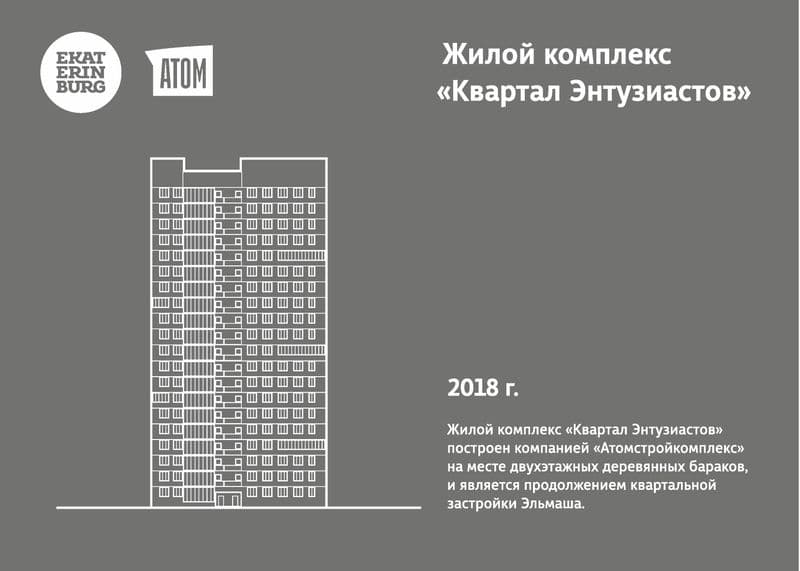 EKAT
ERIN
BURG
АТОМ
Жилой комплекс
«Квартал Энтузиастов»
2018 г.
Жилой комплекс «Квартал Энтузиастов»
построен компанией «Атомстройкомплекс»
на месте двухэтажных деревянных бараков,
и является продолжением квартальной
застройки Эльмаша.